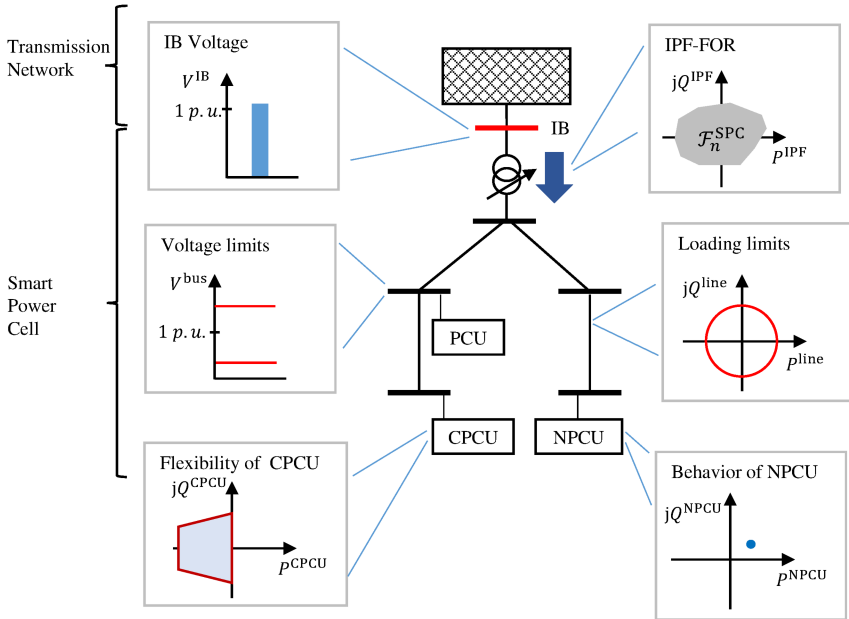 Transmission
Network
Smart
Power
Cell
IB Voltage
V^IB
1 p.u.
IB
IPF-FOR
jQ^IPF
ℱ_n^SPC
P^IPF
Voltage limits
V^bus
1 p.u.
PCU
CPCU
NPCU
Loading limits
jQ^line
P^line
Flexibility of CPCU
jQ^CPCU
P^CPCU
Behavior of NPCU
jQ^NPCU
P^NPCU